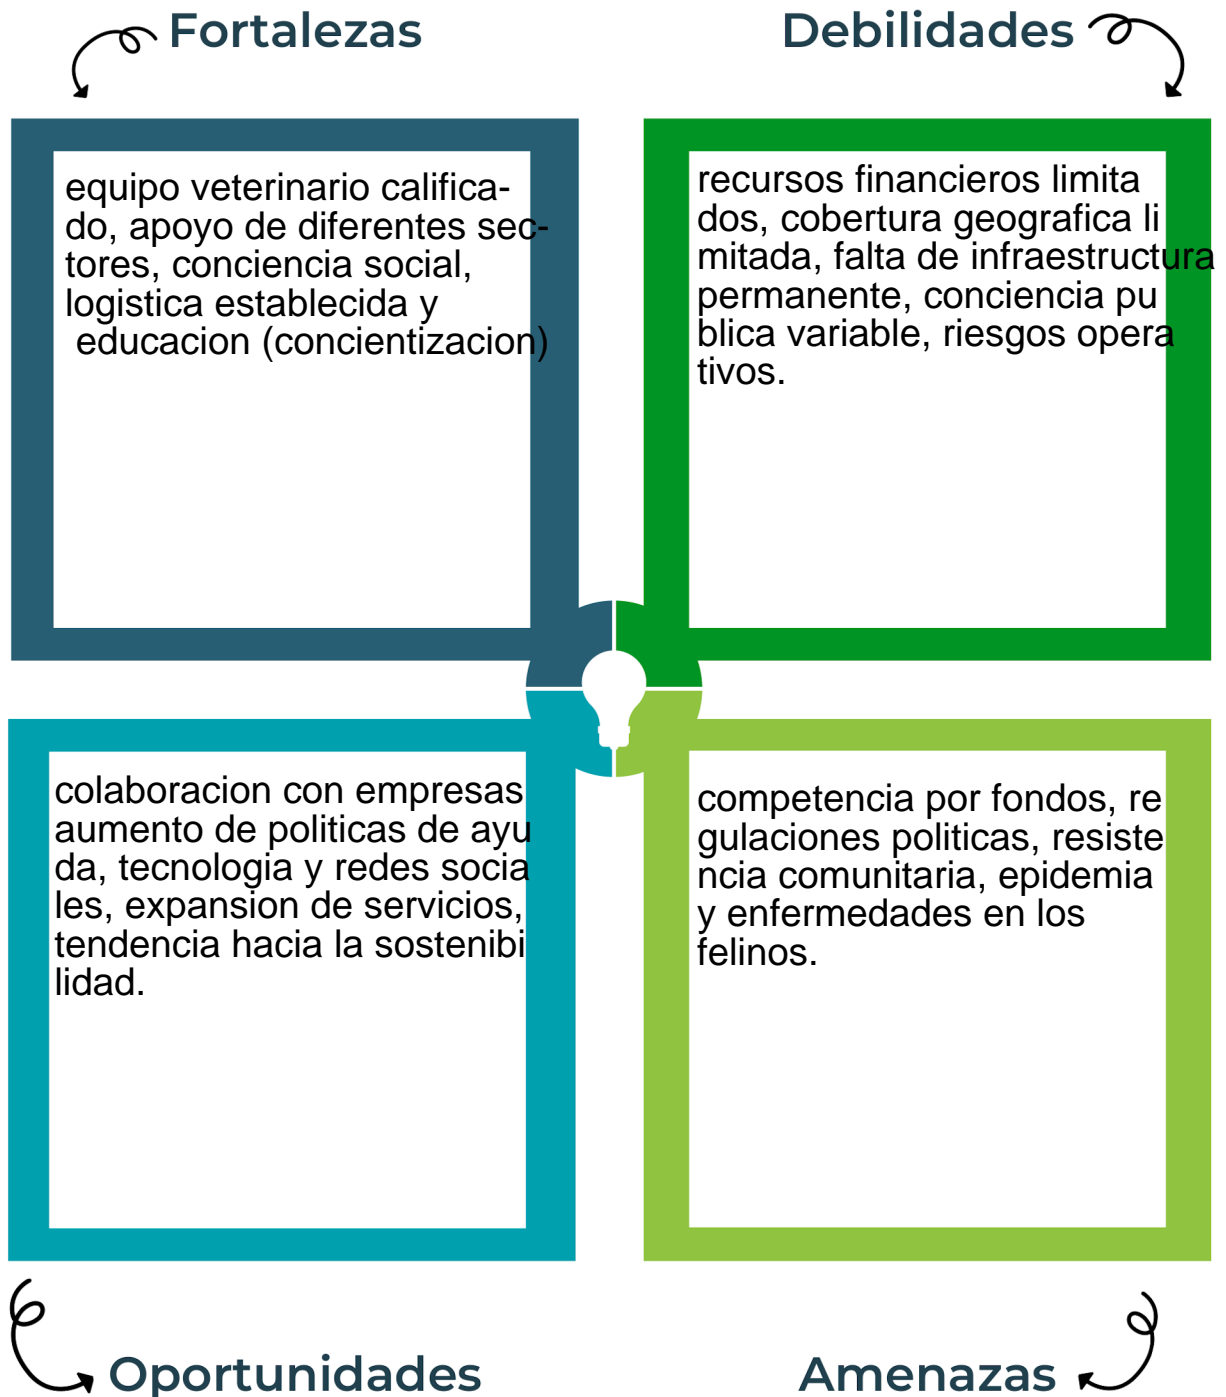 Fortalezas
equipo veterinario califica-
do, apoyo de diferentes sec-
tores, conciencia social,
logistica establecida y
educacion (concientizacion)
Debilidades
recursos financieros limita
dos, cobertura geografica li
mitada, falta de infraestructura
permanente, conciencia pu
blica variable, riesgos opera
tivos.
colaboracion con empresas
aumento de politicas de ayu
da, tecnologia y redes socia
les, expansion de servicios,
tendencia hacia la sostenibi
lidad.
Oportunidades
competencia por fondos, re
gulaciones politicas, resiste
ncia comunitaria, epidemia
y enfermedades en los
felinos.
Amenazas